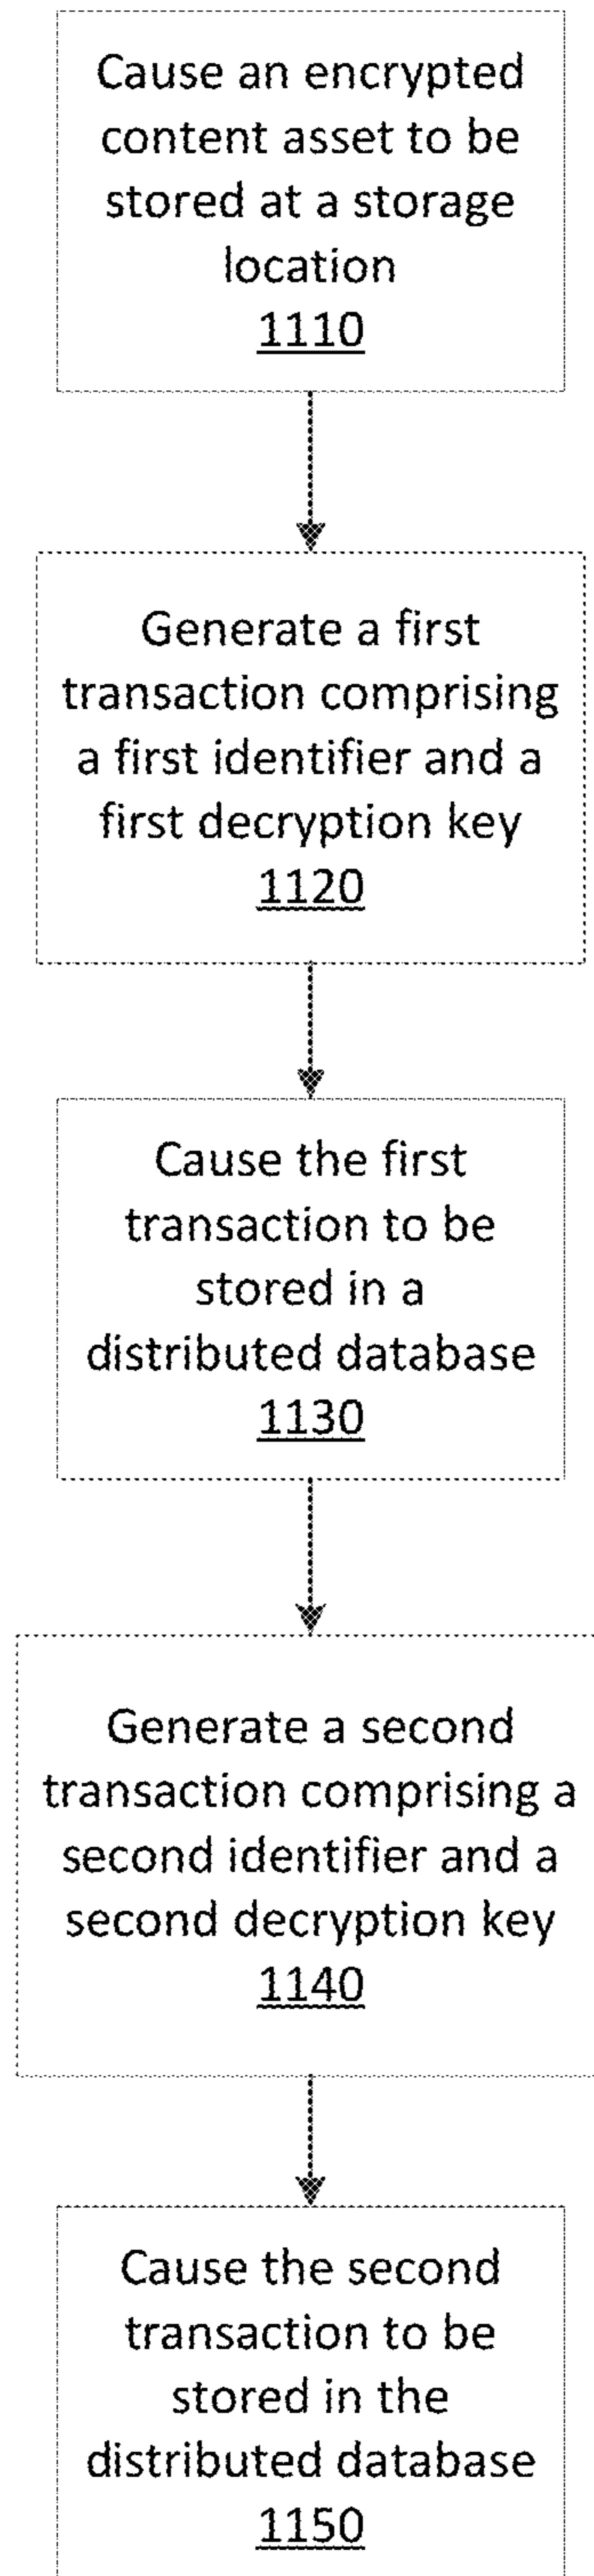 Cause an encrypted
content asset to be
stored at a storage
location
1110
Generate a first
transaction comprising
a first identifier and a
first decryption key
1120
Cause the first
transaction to be
stored in a
distributed database
1130
Generate a second
transaction comprising a
second identifier and a
second decryption key
1140
Cause the second
transaction to be
stored in the
distributed database
1150